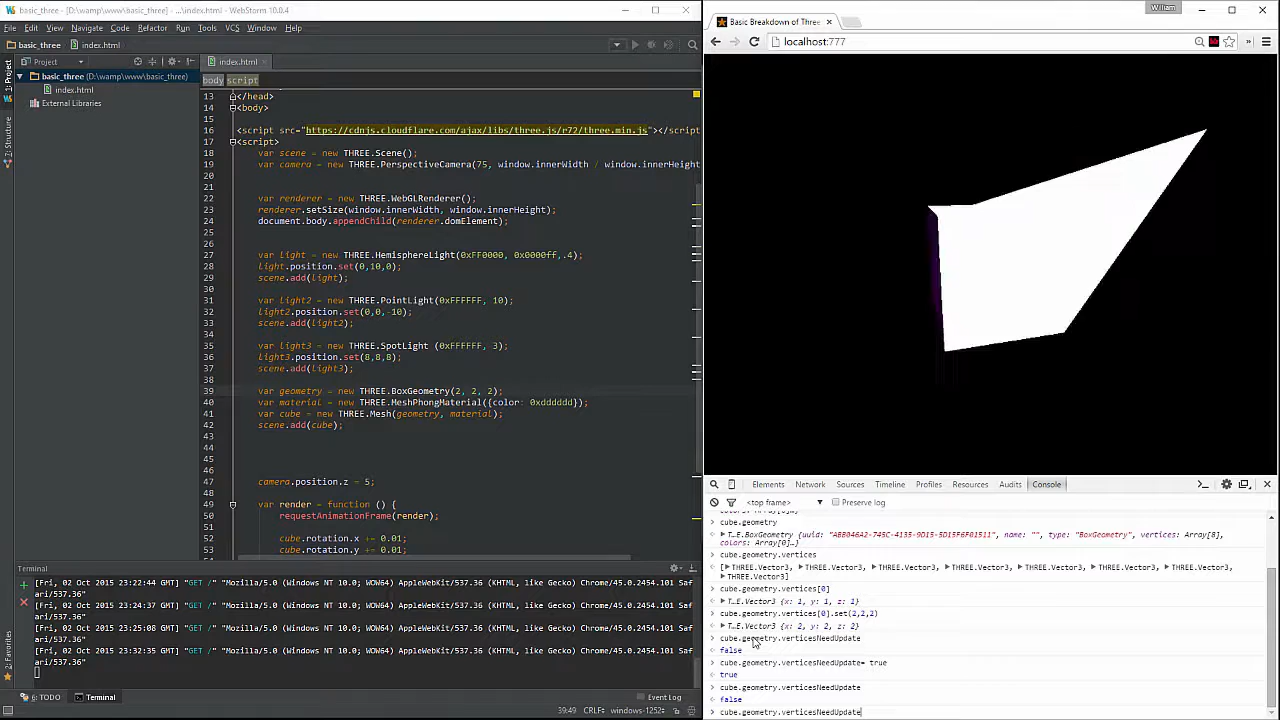 basic_three - [D:\wamp\www\basic_three] - ...\index.html - WebStorm 10.0.4
File Edit View Navigate Code Refactor Run Tools VCS Window Help
basic_three index.html
Project
index.html
1: Project
basic_three (D:\wamp\www\basic_three)
index.html
External Libraries
Structure
2: Favorites
body script
13 </head>
14 <body>
15
16 <script src="https://cdnjs.cloudflare.com/ajax/libs/three.js/r72/three.min.js"></script
17 <script>
18 var scene = new THREE.Scene();
19 var camera = new THREE.PerspectiveCamera(75, window.innerWidth / window.innerHeight
20
21
22 var renderer = new THREE.WebGLRenderer();
23 renderer.setSize(window.innerWidth, window.innerHeight);
24 document.body.appendChild(renderer.domElement);
25
26
27 var light = new THREE.HemisphereLight(0xFF0000, 0x0000ff,.4);
28 light.position.set(0,10,0);
29 scene.add(light);
30
31 var light2 = new THREE.PointLight(0xFFFFFF, 10);
32 light2.position.set(0,0,-10);
33 scene.add(light2);
34
35 var light3 = new THREE.SpotLight (0xFFFFFF, 3);
36 light3.position.set(8,8,8);
37 scene.add(light3);
38
39 var geometry = new THREE.BoxGeometry(2, 2, 2);
40 var material = new THREE.MeshPhongMaterial({color: 0xdddddd});
41 var cube = new THREE.Mesh(geometry, material);
42 scene.add(cube);
43
44
45
46
47 camera.position.z = 5;
48
49 var render = function () {
50 requestAnimationFrame(render);
51
52 cube.rotation.x += 0.01;
53 cube.rotation.y += 0.01;
Terminal
[Fri, 02 Oct 2015 23:22:44 GMT] "GET /" "Mozilla/5.0 (Windows NT 10.0; WOW64) AppleWebKit/537.36 (KHTML, like Gecko) Chrome/45.0.2454.101 Saf
ari/537.36"
[Fri, 02 Oct 2015 23:24:37 GMT] "GET /" "Mozilla/5.0 (Windows NT 10.0; WOW64) AppleWebKit/537.36 (KHTML, like Gecko) Chrome/45.0.2454.101 Saf
ari/537.36"
[Fri, 02 Oct 2015 23:28:37 GMT] "GET /" "Mozilla/5.0 (Windows NT 10.0; WOW64) AppleWebKit/537.36 (KHTML, like Gecko) Chrome/45.0.2454.101 Saf
ari/537.36"
[Fri, 02 Oct 2015 23:32:35 GMT] "GET /" "Mozilla/5.0 (Windows NT 10.0; WOW64) AppleWebKit/537.36 (KHTML, like Gecko) Chrome/45.0.2454.101 Saf
ari/537.36"
6: TODO Terminal Event Log
39:49 CRLF: windows-1252:
William
Basic Breakdown of Three
localhost:777
Elements Network Sources Timeline Profiles Resources Audits Console
<top frame> Preserve log
cube.geometry
T…E.BoxGeometry {uuid: "ABB046A2-745C-4135-9D15-5D15F6F01511", name: "", type: "BoxGeometry", vertices: Array[8],
colors: Array[0]…}
cube.geometry.vertices
[THREE.Vector3, THREE.Vector3, THREE.Vector3, THREE.Vector3, THREE.Vector3, THREE.Vector3, THREE.Vector3,
THREE.Vector3]
cube.geometry.vertices[0]
T…E.Vector3 {x: 1, y: 1, z: 1}
cube.geometry.vertices[0].set(2,2,2)
T…E.Vector3 {x: 2, y: 2, z: 2}
cube.geometry.verticesNeedUpdate
false
cube.geometry.verticesNeedUpdate= true
true
cube.geometry.verticesNeedUpdate
false
cube.geometry.verticesNeedUpdate